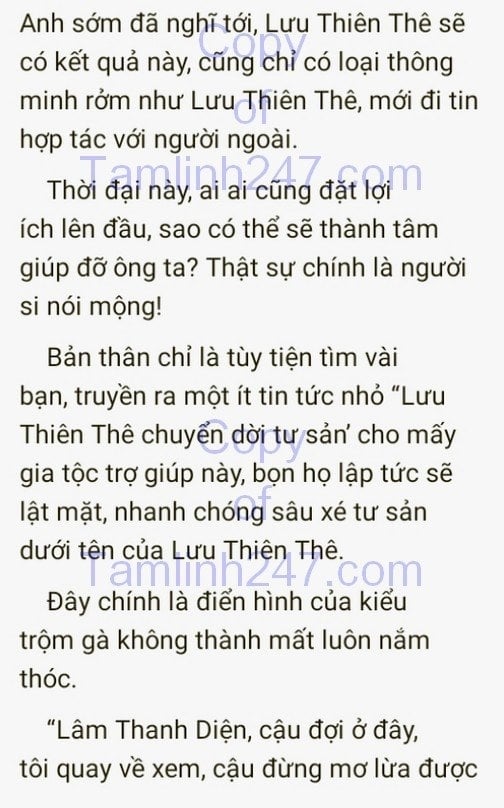 Anh sớm đã nghĩ tới, Lưu Thiên Thê sẽ
Copy
có kết quả này, cũng chỉ có loại thông
minh rởm như Lưu Thiên Thê, mới đi tin
of
hợp tác với người ngoài.
Tamlinh247.com
Thời đại này, ai ai cũng đặt lợi
ích lên đầu, sao có thể sẽ thành tâm
giúp đỡ ông ta? Thật sự chính là người
si nói mộng!
Bản thân chỉ là tùy tiện tìm vài
bạn, truyền ra một ít tin tức nhỏ “Lưu
Thiên Thê chuyển dời tư sản’ cho mấy
Copy
gia tộc trợ giúp này, bọn họ lập tức sẽ
lật mặt, nhanh chóng sâu xé tư sản
of
dưới tên của Lưu Thiên Thê.
Tamlinh247.com
Đây chính là điển hình của kiểu
trộm gà không thành mất luôn nắm
thóc.
“Lâm Thanh Diện, cậu đợi ở đây,
tôi quay về xem, cậu đừng mơ lừa được